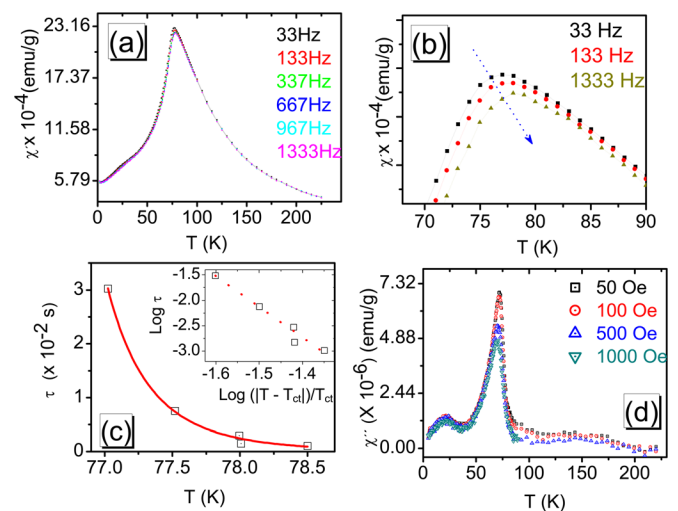 (a)
33Hz
133Hz
337Hz
667Hz
967Hz
1333Hz
23.16
17.37
11.58
5.79
χ'x 10⁻⁴(emu/g)
0 50 100 150 200
T (K)
(b)
33 Hz
133 Hz
1333 Hz
χ'x 10⁻⁴(emu/g)
70 75 80 85 90
T (K)
(c)
3
2
1
0
τ (x 10⁻² s)
77.0 77.5 78.0 78.5
T (K)
-1.5
-2.0
-2.5
-3.0
Log τ
-1.6 -1.5 -1.4
Log (|T - Tct|)/Tct
(d)
50 Oe
100 Oe
500 Oe
1000 Oe
7.32
4.88
2.44
0.00
χ'' (X 10⁻⁶) (emu/g)
0 50 100 150 200
T (K)